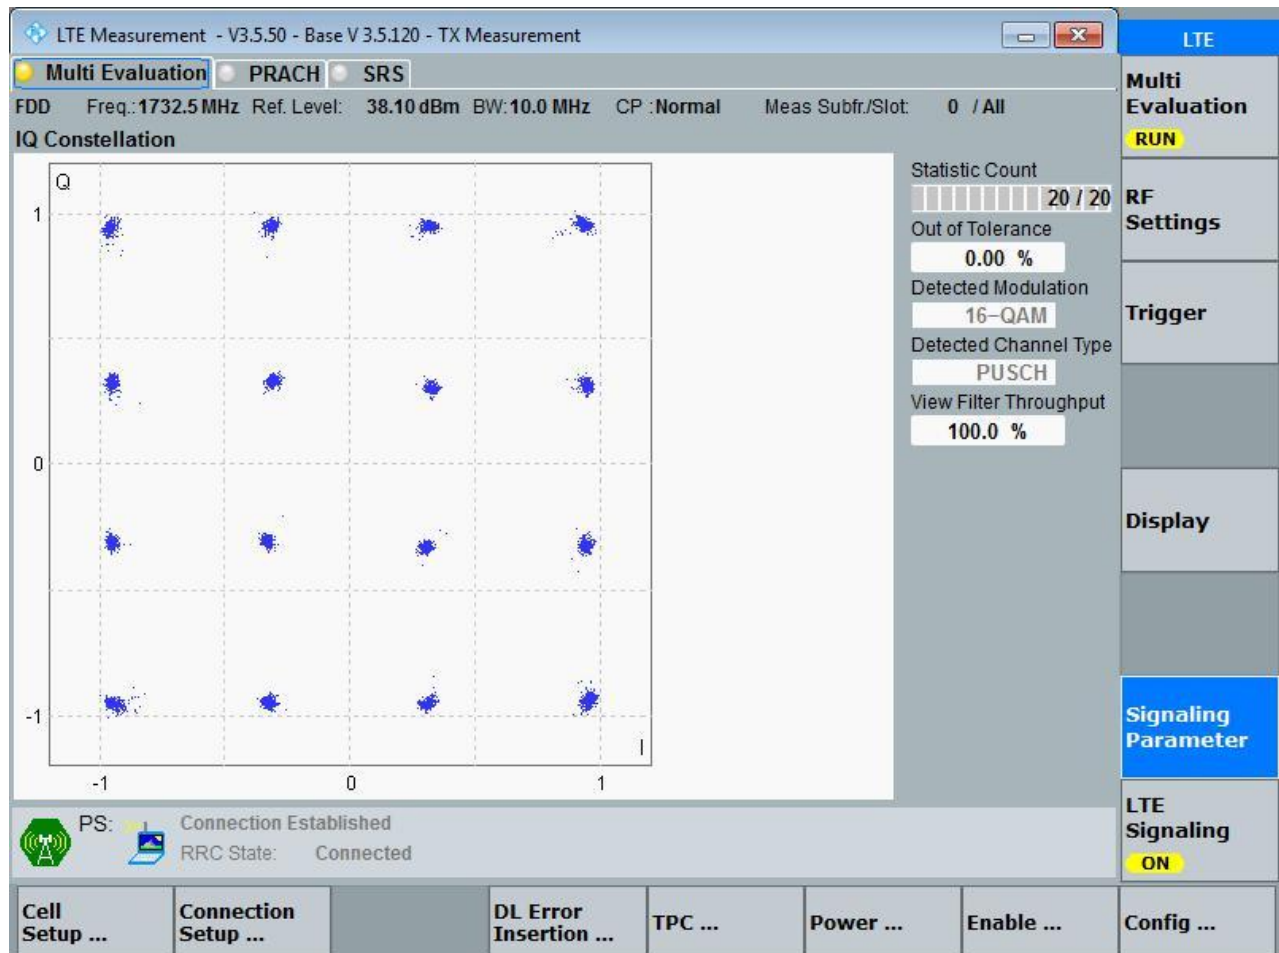 LTE Measurement - V3.5.50 - Base V 3.5.120 - TX Measurement
LTE
Multi Evaluation PRACH SRS
FDD Freq.: 1732.5 MHz Ref. Level: 38.10 dBm BW: 10.0 MHz CP : Normal Meas Subfr./Slot: 0 / All
IQ Constellation
Q
1
0
-1
I
-1 0 1
Statistic Count
20 / 20
Out of Tolerance
0.00 %
Detected Modulation
16-QAM
Detected Channel Type
PUSCH
View Filter Throughput
100.0 %
Multi
Evaluation
RUN
RF
Settings
Trigger
Display
Signaling
Parameter
LTE
Signaling
ON
PS: Connection Established
RRC State: Connected
Cell
Setup ...
Connection
Setup ...
DL Error
Insertion ...
TPC ...
Power ...
Enable ...
Config ...